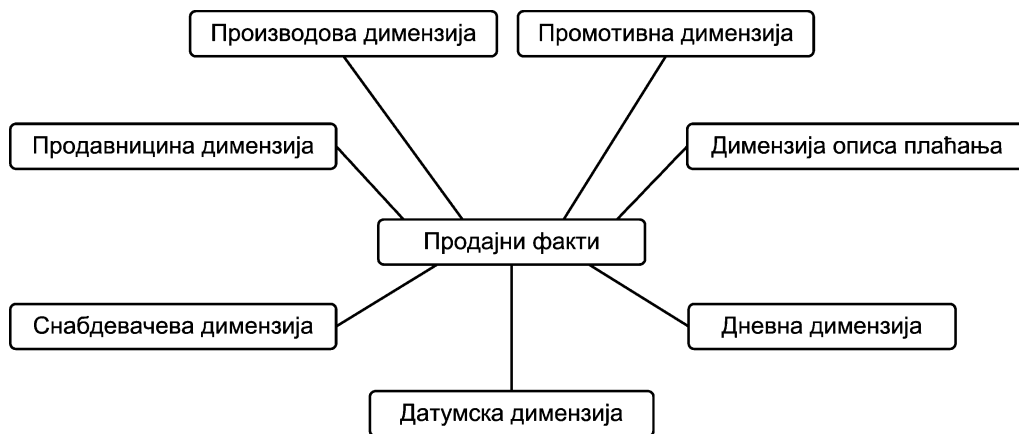 Производова димензија
Промотивна димензија
Продавницина димензија
Димензија описа плаћања
Продајни факти
Снабдевачева димензија
Дневна димензија
Датумска димензија